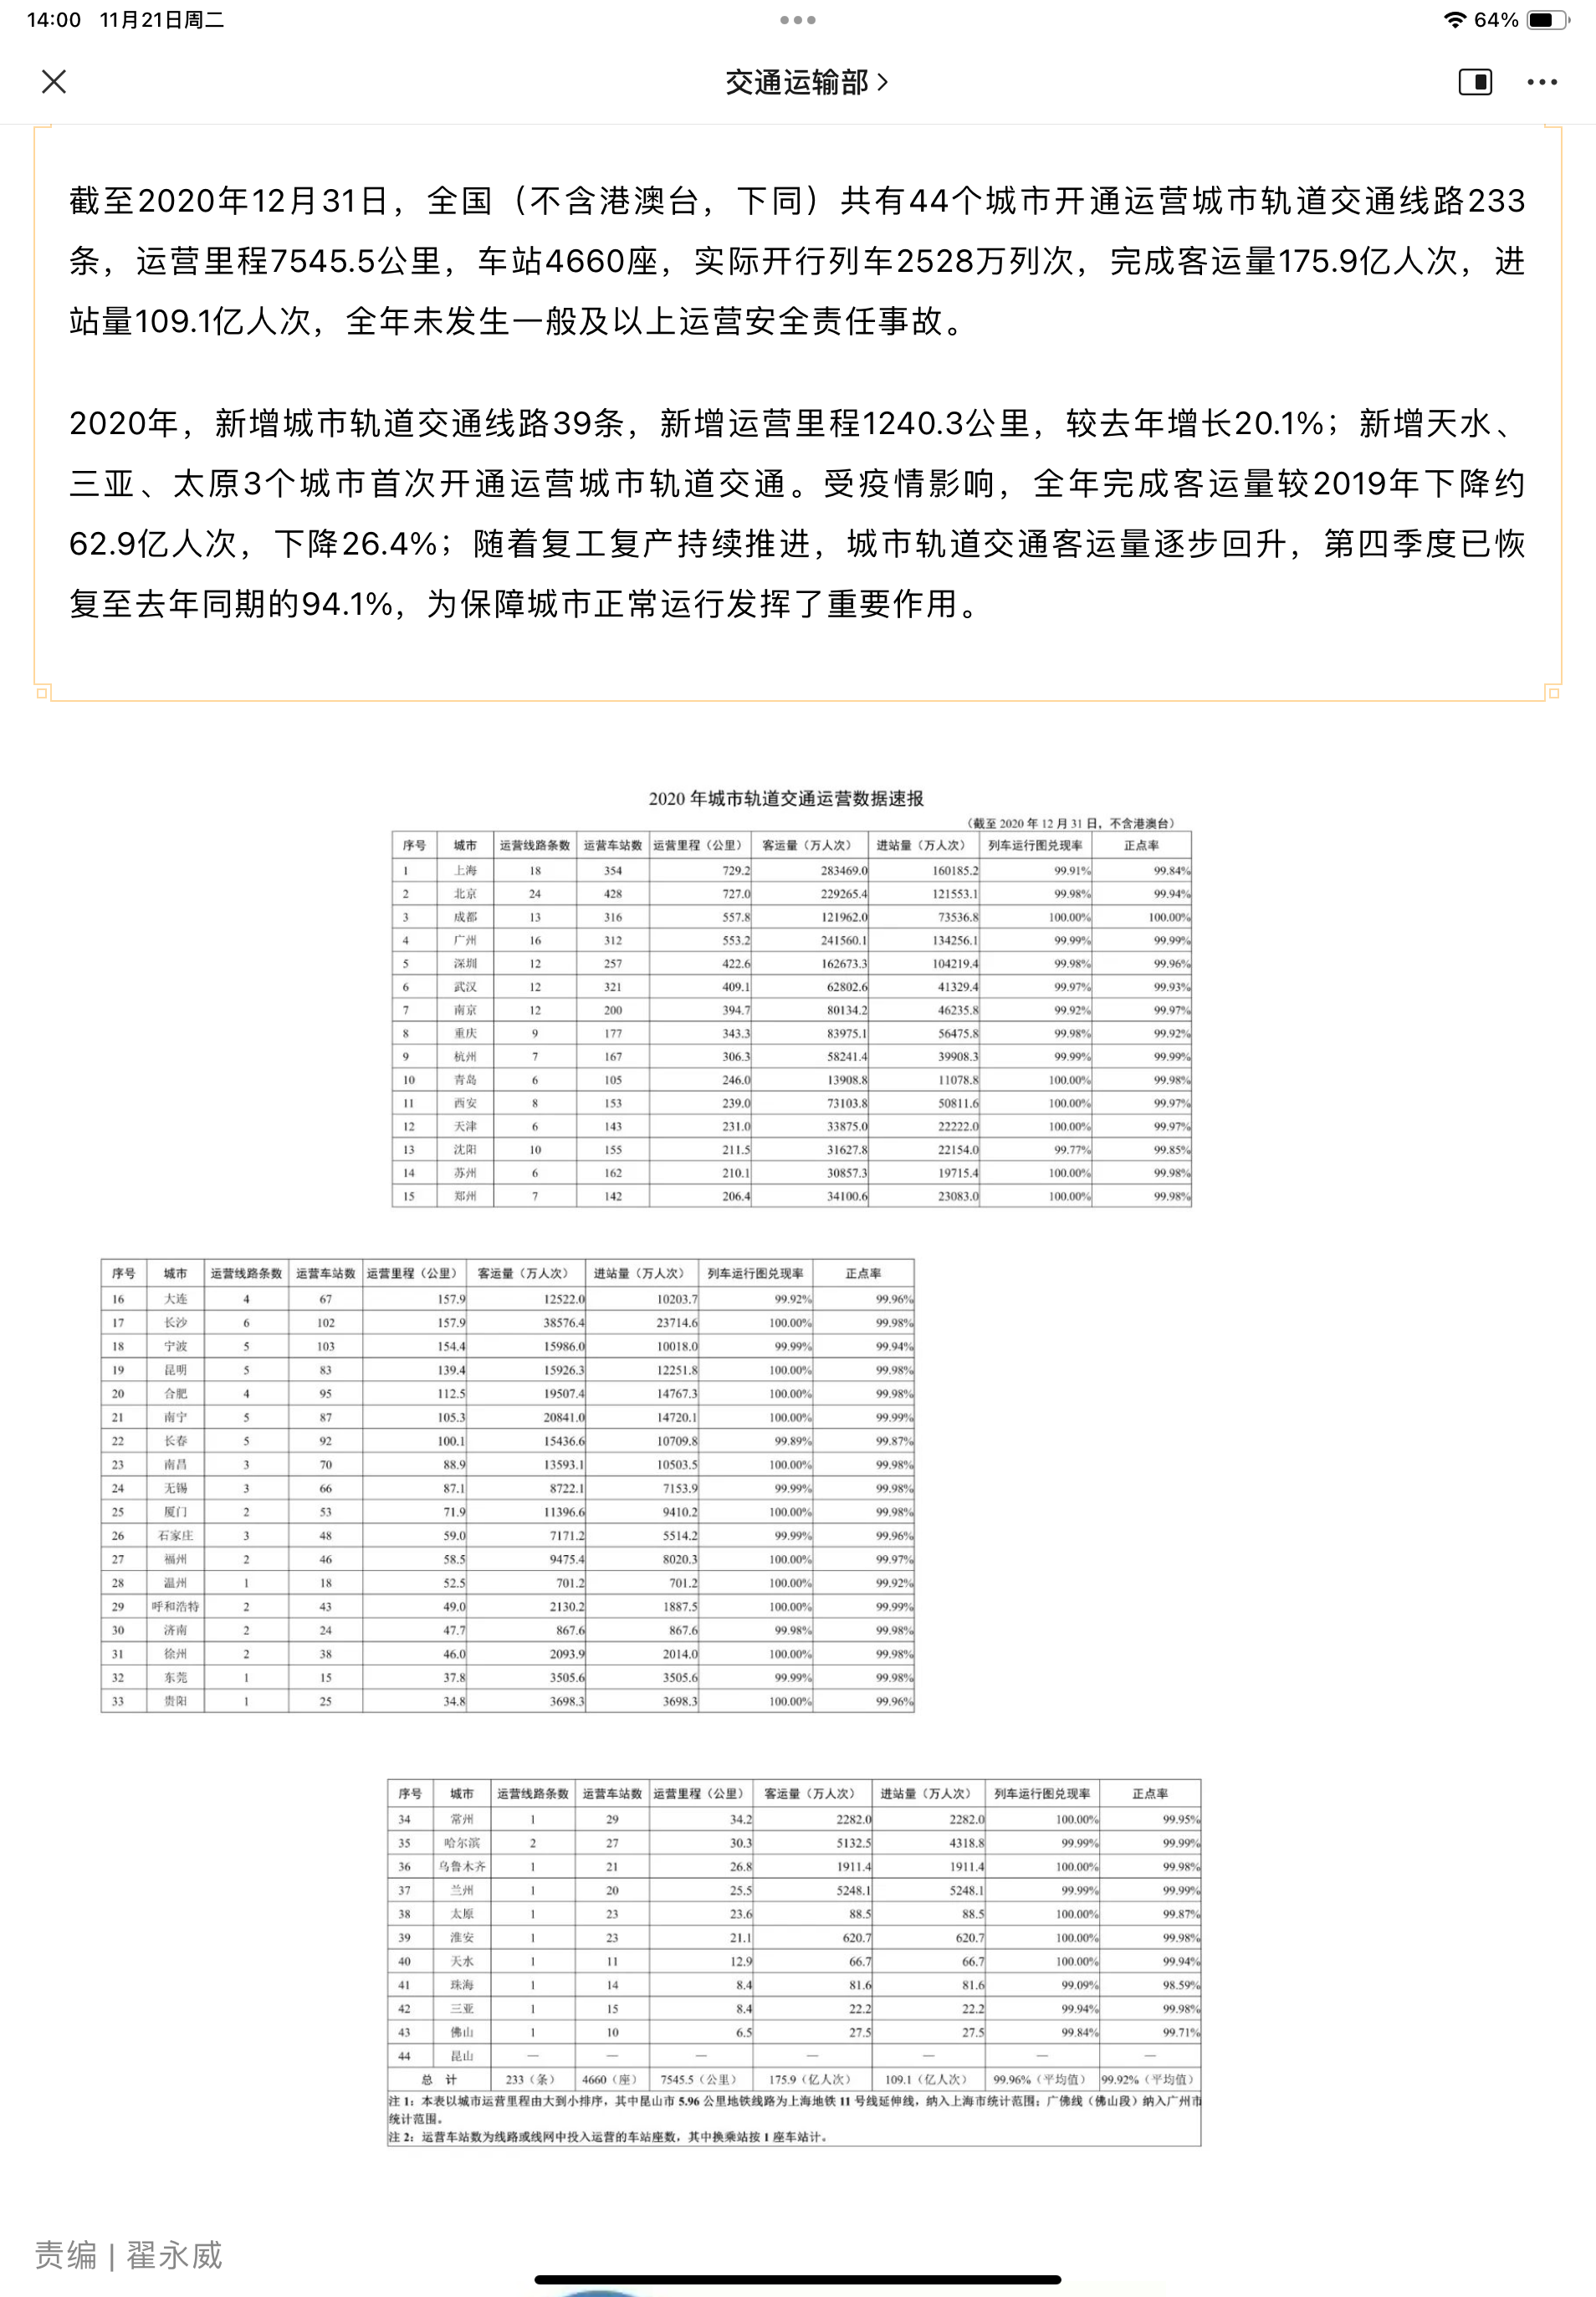 14:00 11月21日周二
64%
交通运输部
截至2020年12月31日，全国（不含港澳台，下同）共有44个城市开通运营城市轨道交通线路233
条，运营里程7545.5公里，车站4660座，实际开行列车2528万列次，完成客运量175.9亿人次，进
站量109.1亿人次，全年未发生一般及以上运营安全责任事故。
2020年，新增城市轨道交通线路39条，新增运营里程1240.3公里，较去年增长20.1%；新增天水、
三亚、太原3个城市首次开通运营城市轨道交通。受疫情影响，全年完成客运量较2019年下降约
62.9亿人次，下降26.4%；随着复工复产持续推进，城市轨道交通客运量逐步回升，第四季度已恢
复至去年同期的94.1%，为保障城市正常运行发挥了重要作用。
2020 年城市轨道交通运营数据速报
（截至 2020 年 12 月 31 日，不含港澳台）
序号 城市 运营线路条数 运营车站数 运营里程（公里） 客运量（万人次） 进站量（万人次） 列车运行图兑现率 正点率
1 上海 18 354 729.2 283469.0 160185.2 99.91% 99.84%
2 北京 24 428 727.0 229265.4 121553.1 99.98% 99.94%
3 成都 13 316 557.8 121962.0 73536.8 100.00% 100.00%
4 广州 16 312 553.2 241560.1 134256.1 99.99% 99.99%
5 深圳 12 257 422.6 162673.3 104219.4 99.98% 99.96%
6 武汉 12 321 409.1 62802.6 41329.4 99.97% 99.93%
7 南京 12 200 394.7 80134.2 46235.8 99.92% 99.97%
8 重庆 9 177 343.3 83975.1 56475.8 99.98% 99.92%
9 杭州 7 167 306.3 58241.4 39908.3 99.99% 99.99%
10 青岛 6 105 246.0 13908.8 11078.8 100.00% 99.98%
11 西安 8 153 239.0 73103.8 50811.6 100.00% 99.97%
12 天津 6 143 231.0 33875.0 22222.0 100.00% 99.97%
13 沈阳 10 155 211.5 31627.8 22154.0 99.77% 99.85%
14 苏州 6 162 210.1 30857.3 19715.4 100.00% 99.98%
15 郑州 7 142 206.4 34100.6 23083.0 100.00% 99.98%
序号 城市 运营线路条数 运营车站数 运营里程（公里） 客运量（万人次） 进站量（万人次） 列车运行图兑现率 正点率
16 大连 4 67 157.9 12522.0 10203.7 99.92% 99.96%
17 长沙 6 102 157.9 38576.4 23714.6 100.00% 99.98%
18 宁波 5 103 154.4 15986.0 10018.0 99.99% 99.94%
19 昆明 5 83 139.4 15926.3 12251.8 100.00% 99.98%
20 合肥 4 95 112.5 19507.4 14767.3 100.00% 99.98%
21 南宁 5 87 105.3 20841.0 14720.1 100.00% 99.99%
22 长春 5 92 100.1 15436.6 10709.8 99.89% 99.87%
23 南昌 3 70 88.9 13593.1 10503.5 100.00% 99.98%
24 无锡 3 66 87.1 8722.1 7153.9 99.99% 99.98%
25 厦门 2 53 71.9 11396.6 9410.2 100.00% 99.98%
26 石家庄 3 48 59.0 7171.2 5514.2 99.99% 99.96%
27 福州 2 46 58.5 9475.4 8020.3 100.00% 99.97%
28 温州 1 18 52.5 701.2 701.2 100.00% 99.92%
29 呼和浩特 2 43 49.0 2130.2 1887.5 100.00% 99.99%
30 济南 2 24 47.7 867.6 867.6 99.98% 99.98%
31 徐州 2 38 46.0 2093.9 2014.0 100.00% 99.98%
32 东莞 1 15 37.8 3505.6 3505.6 99.99% 99.98%
33 贵阳 1 25 34.8 3698.3 3698.3 100.00% 99.96%
序号 城市 运营线路条数 运营车站数 运营里程（公里） 客运量（万人次） 进站量（万人次） 列车运行图兑现率 正点率
34 常州 1 29 34.2 2282.0 2282.0 100.00% 99.95%
35 哈尔滨 2 27 30.3 5132.5 4318.8 99.99% 99.99%
36 乌鲁木齐 1 21 26.8 1911.4 1911.4 100.00% 99.98%
37 兰州 1 20 25.5 5248.1 5248.1 99.99% 99.99%
38 太原 1 23 23.6 88.5 88.5 100.00% 99.87%
39 淮安 1 23 21.1 620.7 620.7 100.00% 99.98%
40 天水 1 11 12.9 66.7 66.7 100.00% 99.94%
41 珠海 1 14 8.4 81.6 81.6 99.09% 98.59%
42 三亚 1 15 8.4 22.2 22.2 99.94% 99.98%
43 佛山 1 10 6.5 27.5 27.5 99.84% 99.71%
44 昆山 — — — — — — —
总 计 233（条） 4660（座） 7545.5（公里） 175.9（亿人次） 109.1（亿人次） 99.96%（平均值） 99.92%（平均值）
注 1：本表以城市运营里程由大到小排序，其中昆山市 5.96 公里地铁线路为上海地铁 11 号线延伸线，纳入上海市统计范围；广佛线（佛山段）纳入广州市
统计范围。
注 2：运营车站数为线路或线网中投入运营的车站座数，其中换乘站按 1 座车站计。
责编 | 翟永威